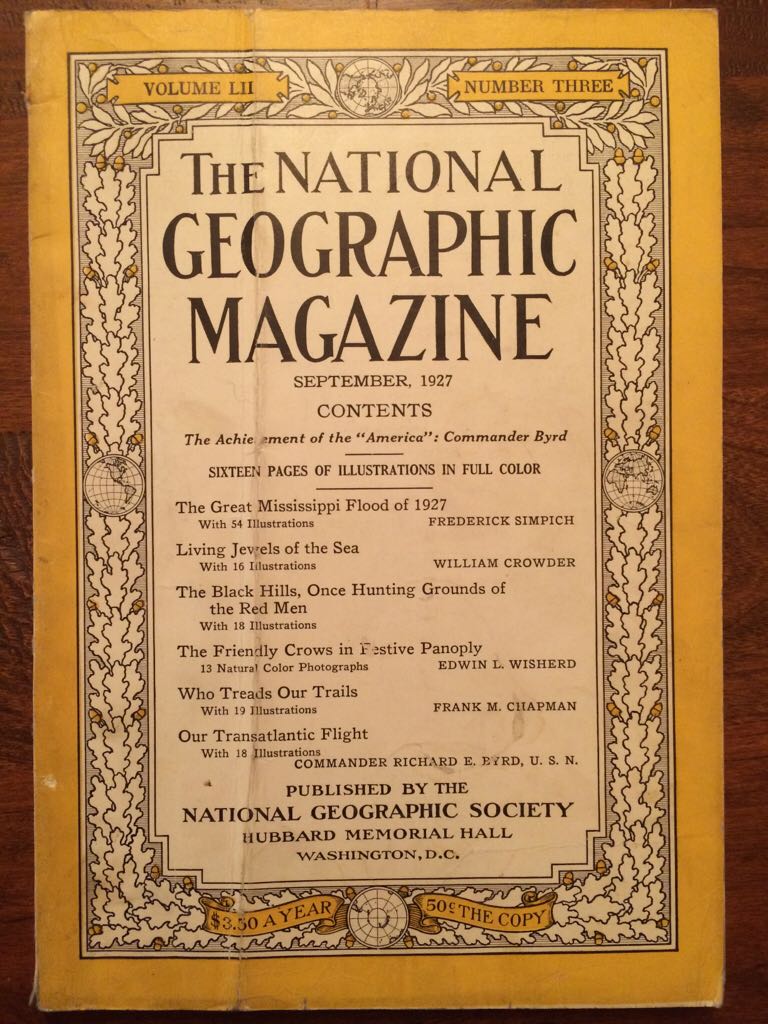 VOLUME LII
NUMBER THREE
THE NATIONAL
GEOGRAPHIC
MAGAZINE
SEPTEMBER, 1927
CONTENTS
The Achievement of the "America": Commander Byrd
SIXTEEN PAGES OF ILLUSTRATIONS IN FULL COLOR
The Great Mississippi Flood of 1927
With 54 Illustrations FREDERICK SIMPICH
Living Jewels of the Sea
With 16 Illustrations WILLIAM CROWDER
The Black Hills, Once Hunting Grounds of
the Red Men
With 18 Illustrations
The Friendly Crows in Festive Panoply
13 Natural Color Photographs EDWIN L. WISHERD
Who Treads Our Trails
With 19 Illustrations FRANK M. CHAPMAN
Our Transatlantic Flight
With 18 Illustrations
COMMANDER RICHARD E. BYRD, U. S. N.
PUBLISHED BY THE
NATIONAL GEOGRAPHIC SOCIETY
HUBBARD MEMORIAL HALL
WASHINGTON, D.C.
$3.50 A YEAR
50¢ THE COPY